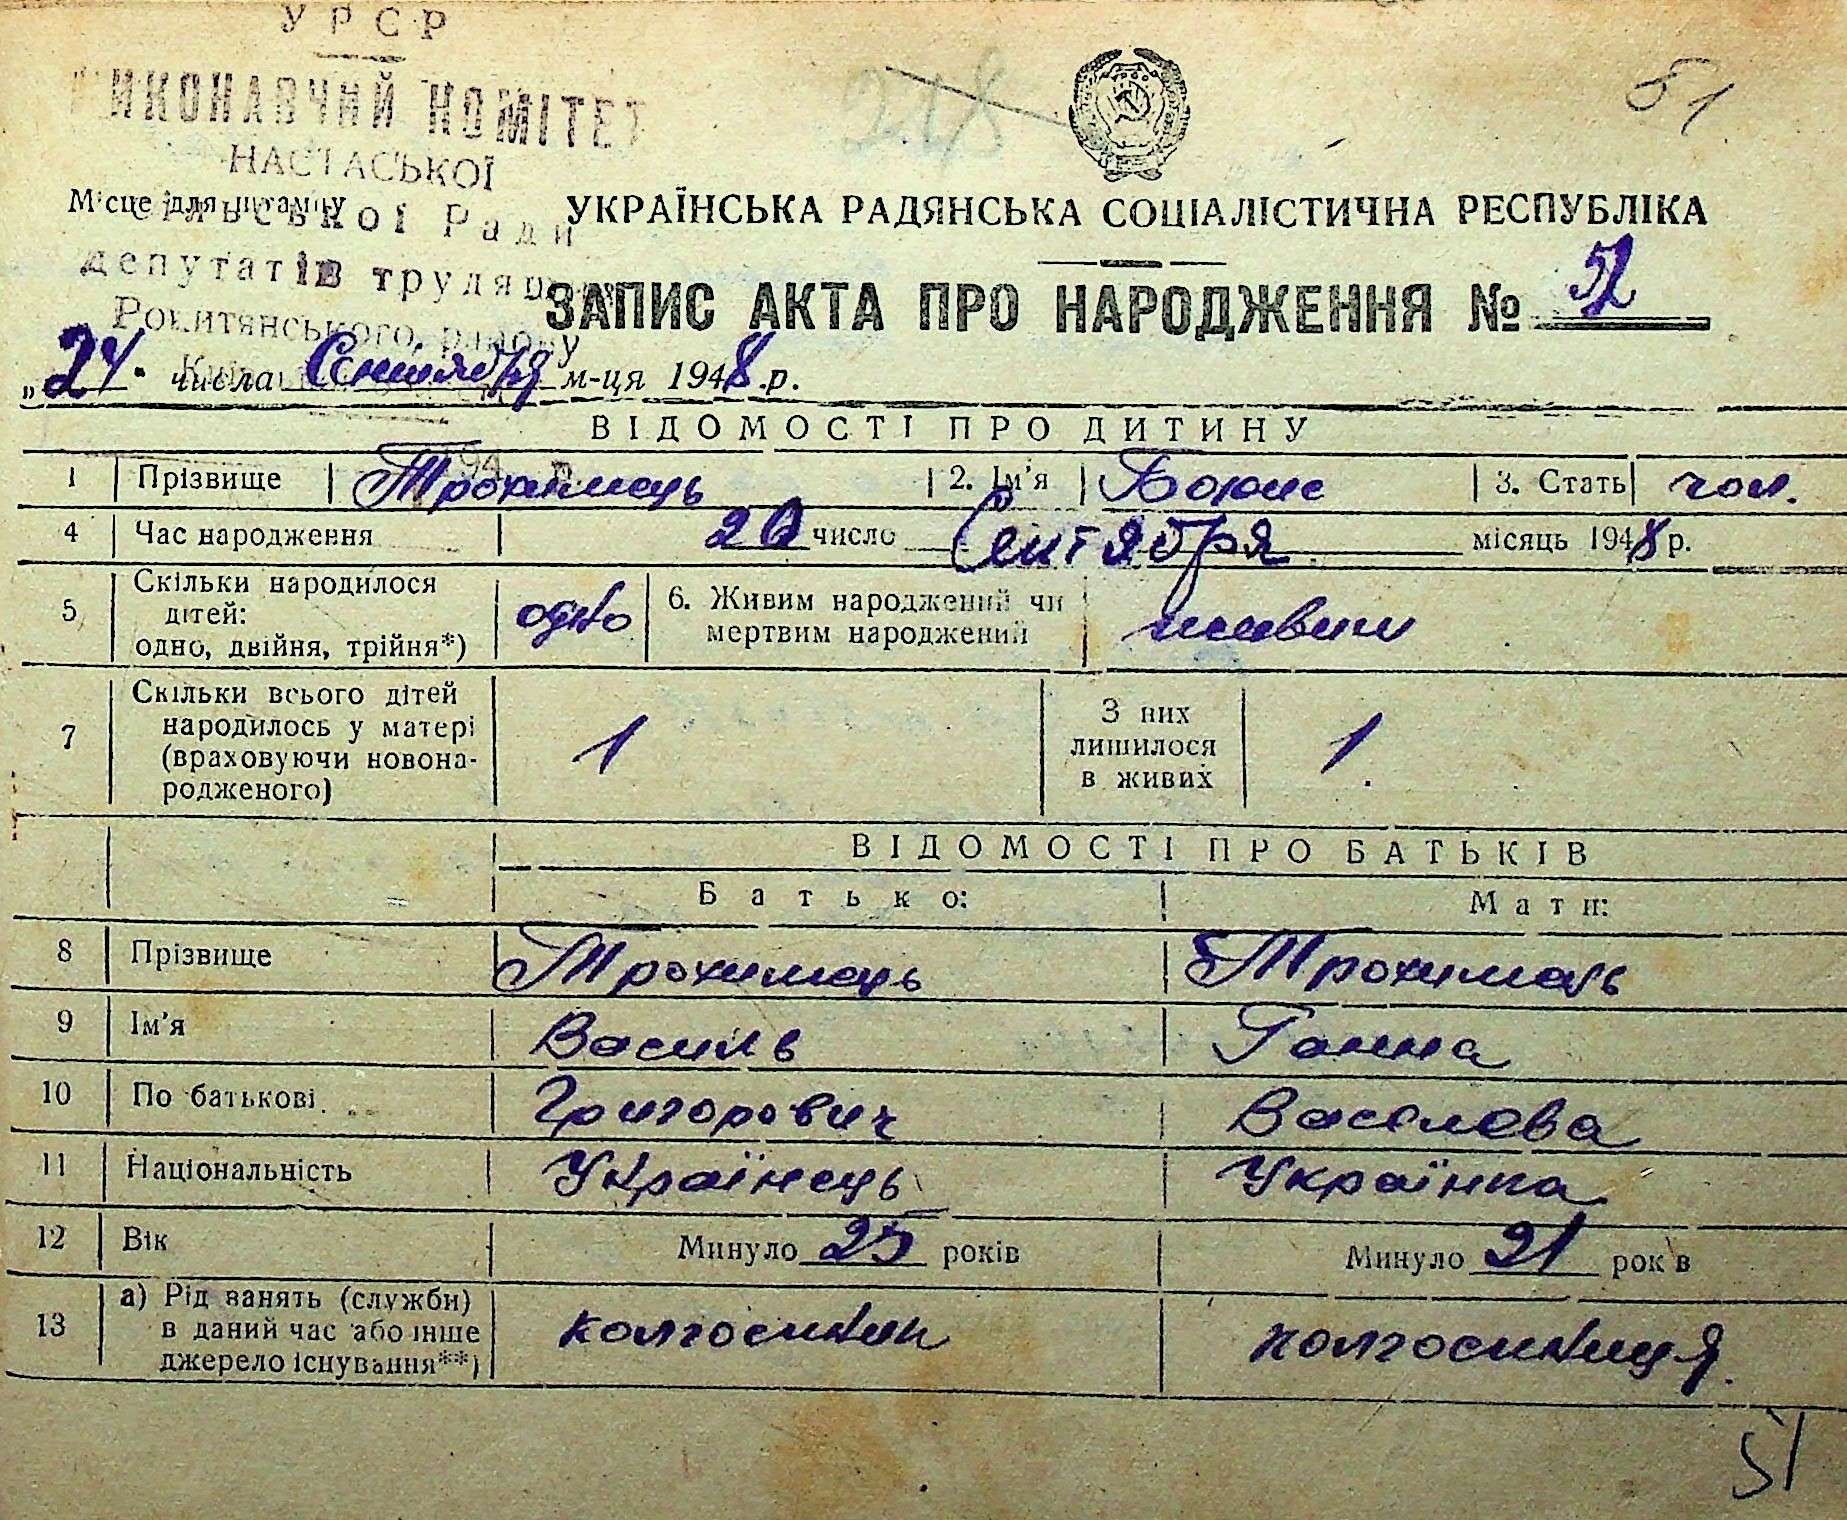 УРСР
ВИКОНАВЧИЙ КОМІТЕТ
НАСТАСЬКОЇ
Місце для штампу
сільської Ради
депутатів трудящ
Рокитянського району
218
51
УКРАЇНСЬКА РАДЯНСЬКА СОЦІАЛІСТИЧНА РЕСПУБЛІКА
ЗАПИС АКТА ПРО НАРОДЖЕННЯ № 52
„24" числа Сентября м-ця 1948 .р.
ВІДОМОСТІ ПРО ДИТИНУ
1 Прізвище Трохимець 2. Ім'я 3. Стать чол.
4 Час народження 20 число Сентября місяць 1948 р.
5 Скільки народилося дітей: одно, двійня, трійня*) одно 6. Живим народжений чи мертвим народжений живим
7 Скільки всього дітей народилось у матері (враховуючи новонародженого) 1 З них лишилося в живих 1.
ВІДОМОСТІ ПРО БАТЬКІВ
Батько: Мати:
8 Прізвище Трохимець Трохимець
9 Ім'я Василь Ганна
10 По батькові Григорович Василева
11 Національність Українець Українка
12 Вік Минуло 25 років Минуло 21 рок в
13 а) Рід занять (служби) в даний час або інше джерело існування**) колгосник колгосниця.
51